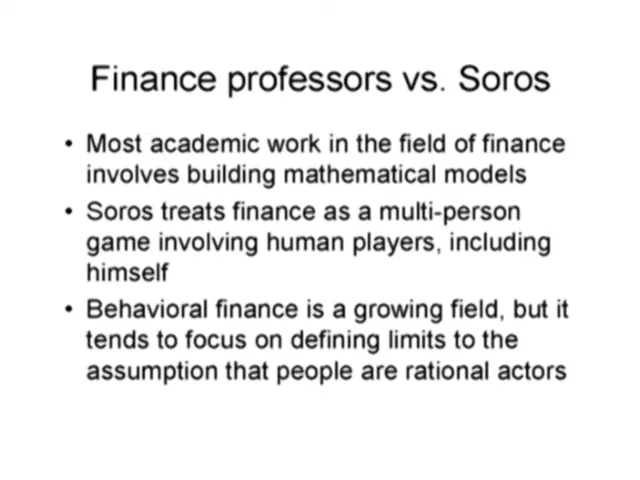 Finance professors vs. Soros
• Most academic work in the field of finance
involves building mathematical models
• Soros treats finance as a multi-person
game involving human players, including
himself
• Behavioral finance is a growing field, but it
tends to focus on defining limits to the
assumption that people are rational actors